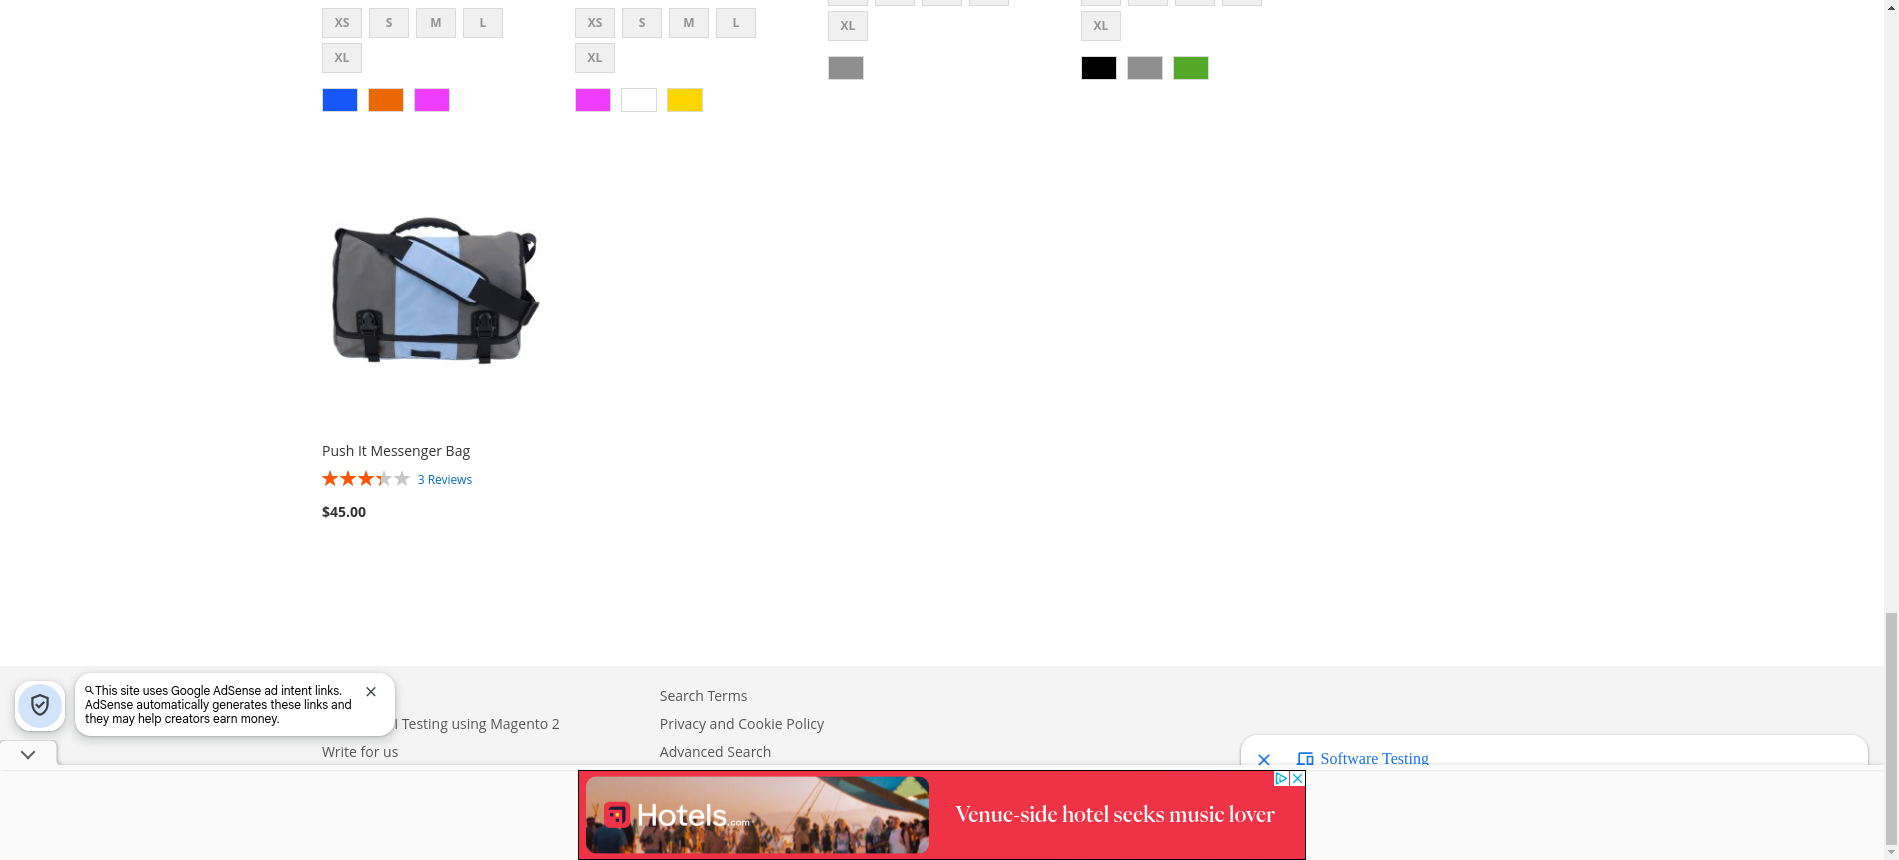 XS S M L
XS S M L
XL
XL
XL
XL
Push It Messenger Bag
3 Reviews
$45.00
This site uses Google AdSense ad intent links.
AdSense automatically generates these links and
they may help creators earn money.
Search Terms
Testing using Magento 2
Privacy and Cookie Policy
Write for us
Advanced Search
Software Testing
Hotels.com
Venue-side hotel seeks music lover